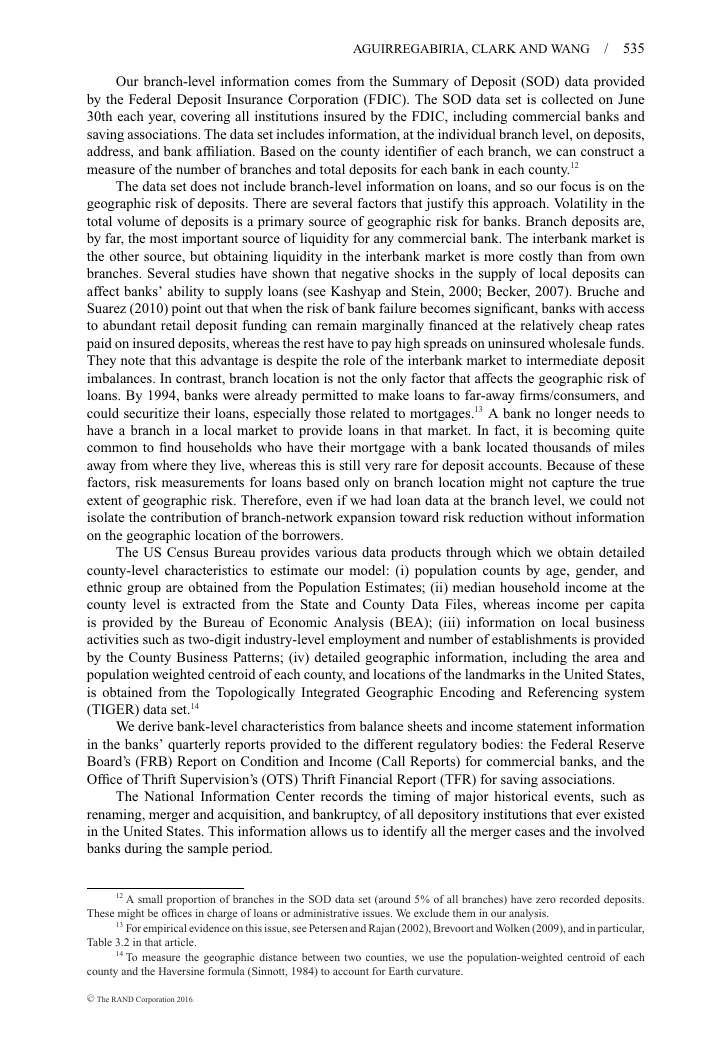 AGUIRREGABIRIA, CLARK AND WANG / 535
Our branch-level information comes from the Summary of Deposit (SOD) data provided
by the Federal Deposit Insurance Corporation (FDIC). The SOD data set is collected on June
30th each year, covering all institutions insured by the FDIC, including commercial banks and
saving associations. The data set includes information, at the individual branch level, on deposits,
address, and bank affiliation. Based on the county identifier of each branch, we can construct a
measure of the number of branches and total deposits for each bank in each county.12
The data set does not include branch-level information on loans, and so our focus is on the
geographic risk of deposits. There are several factors that justify this approach. Volatility in the
total volume of deposits is a primary source of geographic risk for banks. Branch deposits are,
by far, the most important source of liquidity for any commercial bank. The interbank market is
the other source, but obtaining liquidity in the interbank market is more costly than from own
branches. Several studies have shown that negative shocks in the supply of local deposits can
affect banks' ability to supply loans (see Kashyap and Stein, 2000; Becker, 2007). Bruche and
Suarez (2010) point out that when the risk of bank failure becomes significant, banks with access
to abundant retail deposit funding can remain marginally financed at the relatively cheap rates
paid on insured deposits, whereas the rest have to pay high spreads on uninsured wholesale funds.
They note that this advantage is despite the role of the interbank market to intermediate deposit
imbalances. In contrast, branch location is not the only factor that affects the geographic risk of
loans. By 1994, banks were already permitted to make loans to far-away firms/consumers, and
could securitize their loans, especially those related to mortgages.13 A bank no longer needs to
have a branch in a local market to provide loans in that market. In fact, it is becoming quite
common to find households who have their mortgage with a bank located thousands of miles
away from where they live, whereas this is still very rare for deposit accounts. Because of these
factors, risk measurements for loans based only on branch location might not capture the true
extent of geographic risk. Therefore, even if we had loan data at the branch level, we could not
isolate the contribution of branch-network expansion toward risk reduction without information
on the geographic location of the borrowers.
The US Census Bureau provides various data products through which we obtain detailed
county-level characteristics to estimate our model: (i) population counts by age, gender, and
ethnic group are obtained from the Population Estimates; (ii) median household income at the
county level is extracted from the State and County Data Files, whereas income per capita
is provided by the Bureau of Economic Analysis (BEA); (iii) information on local business
activities such as two-digit industry-level employment and number of establishments is provided
by the County Business Patterns; (iv) detailed geographic information, including the area and
population weighted centroid of each county, and locations of the landmarks in the United States,
is obtained from the Topologically Integrated Geographic Encoding and Referencing system
(TIGER) data set.14
We derive bank-level characteristics from balance sheets and income statement information
in the banks' quarterly reports provided to the different regulatory bodies: the Federal Reserve
Board's (FRB) Report on Condition and Income (Call Reports) for commercial banks, and the
Office of Thrift Supervision's (OTS) Thrift Financial Report (TFR) for saving associations.
The National Information Center records the timing of major historical events, such as
renaming, merger and acquisition, and bankruptcy, of all depository institutions that ever existed
in the United States. This information allows us to identify all the merger cases and the involved
banks during the sample period.
12 A small proportion of branches in the SOD data set (around 5% of all branches) have zero recorded deposits.
These might be offices in charge of loans or administrative issues. We exclude them in our analysis.
13 For empirical evidence on this issue, see Petersen and Rajan (2002), Brevoort and Wolken (2009), and in particular,
Table 3.2 in that article.
14 To measure the geographic distance between two counties, we use the population-weighted centroid of each
county and the Haversine formula (Sinnott, 1984) to account for Earth curvature.
© The RAND Corporation 2016.